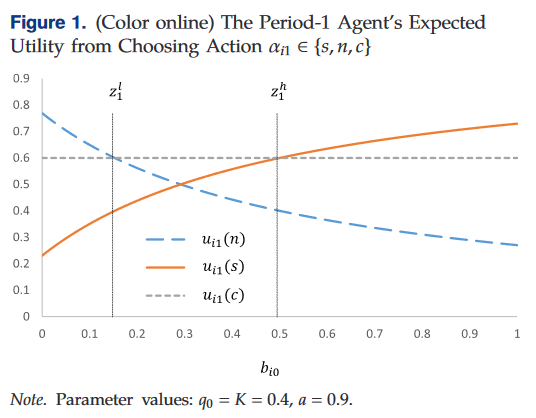 Figure 1. (Color online) The Period-1 Agent's Expected
Utility from Choosing Action αᵢ₁ ∈ {s, n, c}
0.9
0.8
0.7
0.6
0.5
0.4
0.3
0.2
0.1
0
z₁ˡ
z₁ʰ
uᵢ₁(n)
uᵢ₁(s)
uᵢ₁(c)
0 0.1 0.2 0.3 0.4 0.5 0.6 0.7 0.8 0.9 1
bᵢ₀
Note. Parameter values: q₀ = K = 0.4, a = 0.9.